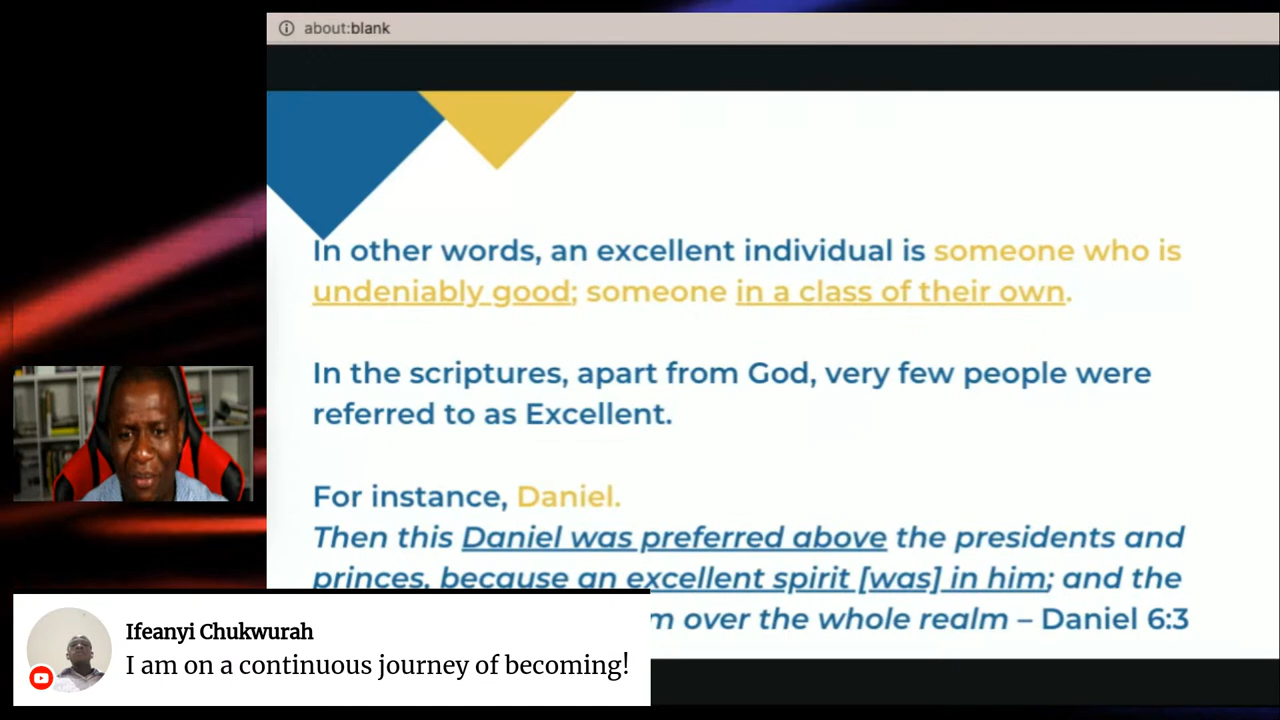 about:blank
In other words, an excellent individual is someone who is
undeniably good; someone in a class of their own.
In the scriptures, apart from God, very few people were
referred to as Excellent.
For instance, Daniel.
Then this Daniel was preferred above the presidents and
princes, because an excellent spirit [was] in him; and the
m over the whole realm – Daniel 6:3
Ifeanyi Chukwurah
I am on a continuous journey of becoming!